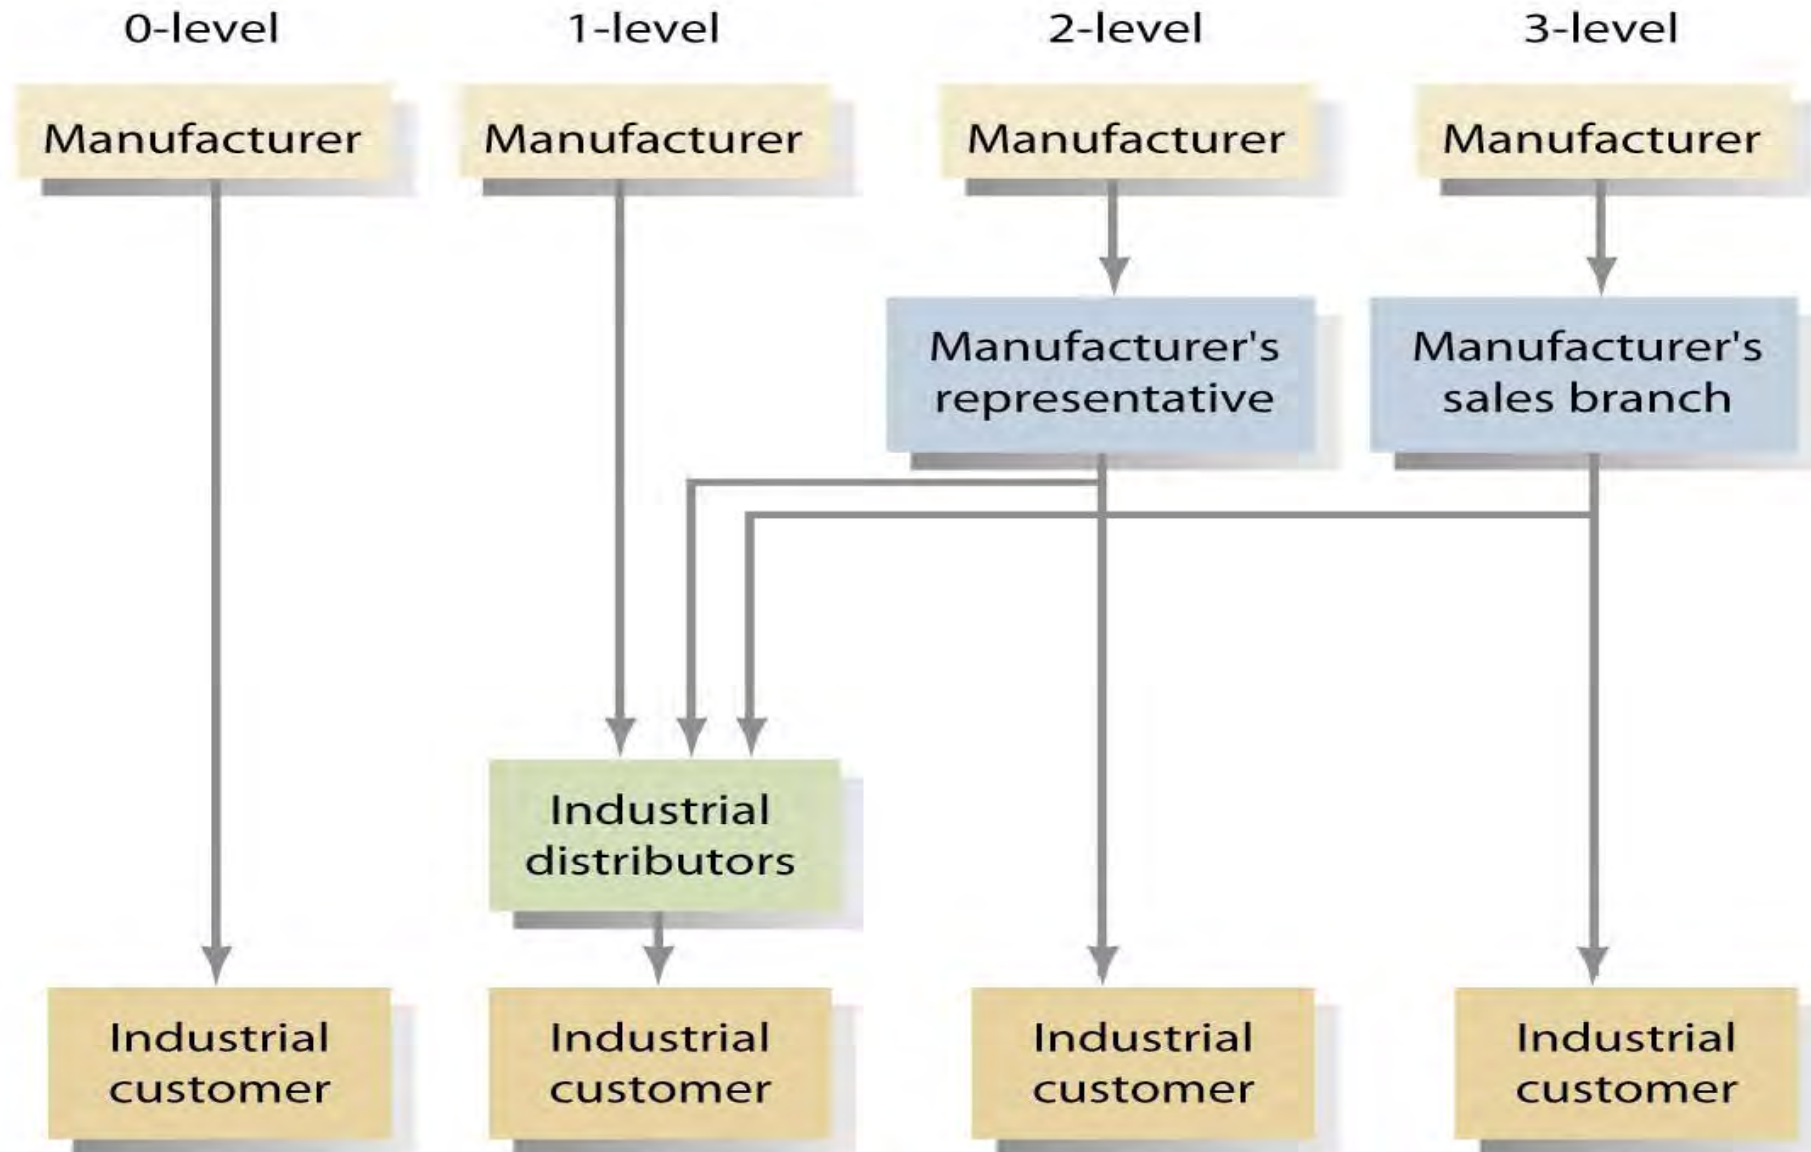 0-level
1-level
2-level
3-level
Manufacturer
Manufacturer
Manufacturer
Manufacturer
Manufacturer's
representative
Manufacturer's
sales branch
Industrial
distributors
Industrial
customer
Industrial
customer
Industrial
customer
Industrial
customer